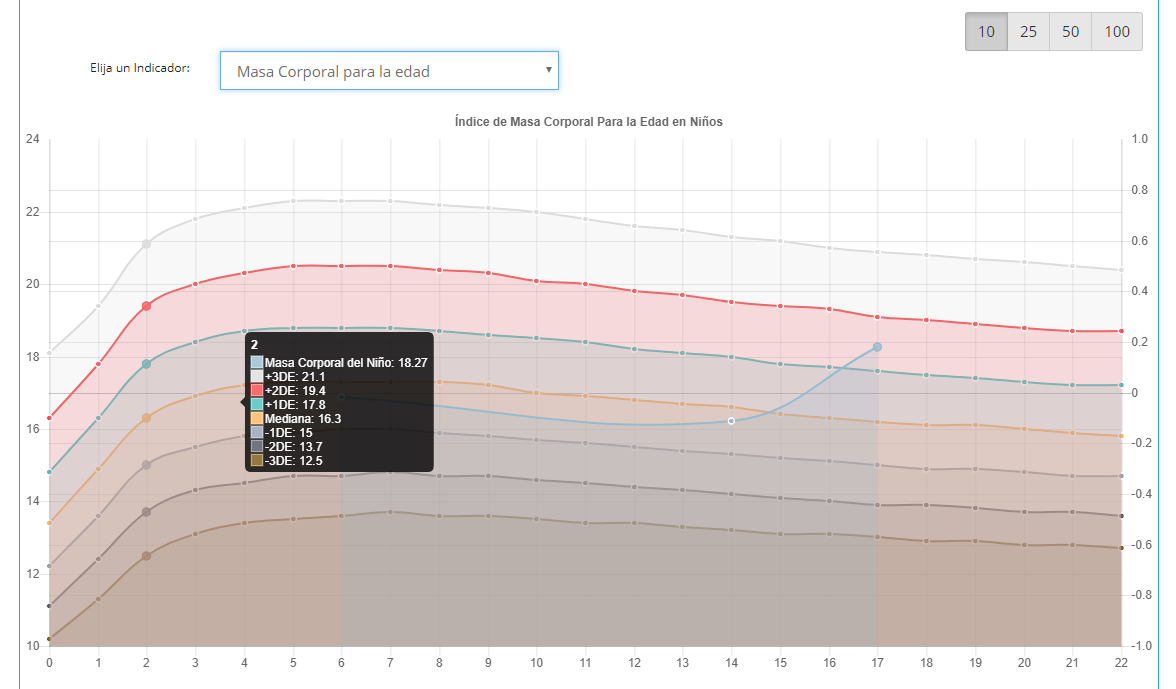 10 25 50 100
Elija un Indicador: Masa Corporal para la edad
Índice de Masa Corporal Para la Edad en Niños
24 1.0
0.8
22
0.6
20 0.4
18 0.2
0
16
-0.2
14 -0.4
-0.6
12
-0.8
10 -1.0
2
Masa Corporal del Niño: 18.27
+3DE: 21.1
+2DE: 19.4
+1DE: 17.8
Mediana: 16.3
-1DE: 15
-2DE: 13.7
-3DE: 12.5
0 1 2 3 4 5 6 7 8 9 10 11 12 13 14 15 16 17 18 19 20 21 22